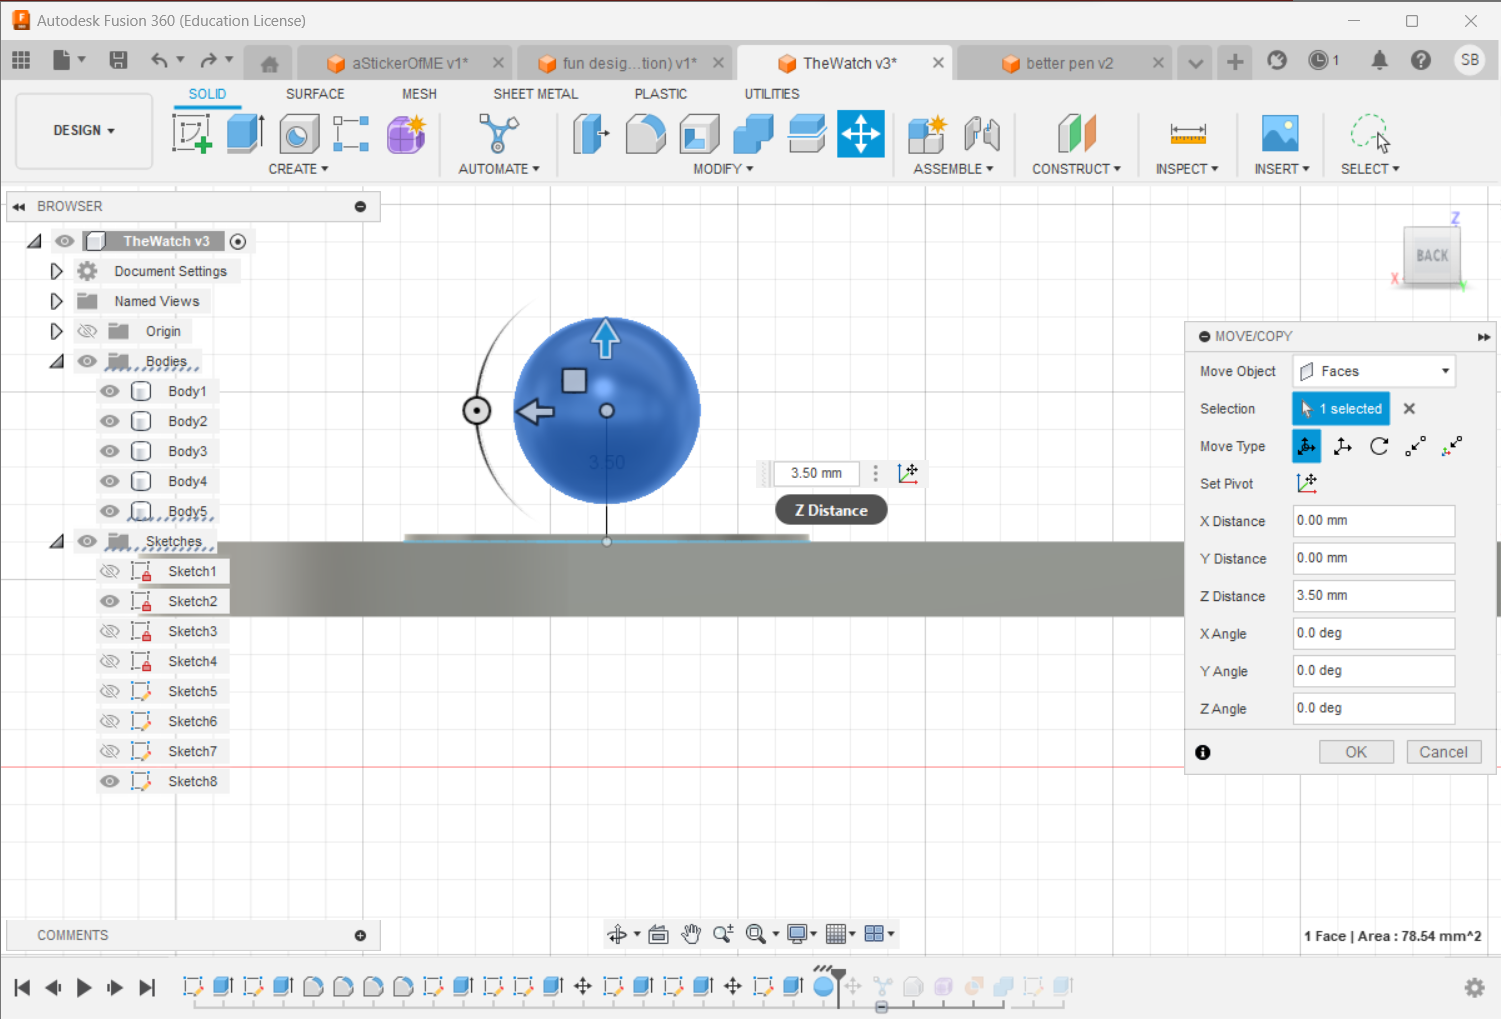 Autodesk Fusion 360 (Education License)
aStickerOfME v1*
fun desig...tion) v1*
TheWatch v3*
better pen v2
1
SB
SOLID
SURFACE
MESH
SHEET METAL
PLASTIC
UTILITIES
DESIGN
CREATE
AUTOMATE
MODIFY
ASSEMBLE
CONSTRUCT
INSPECT
INSERT
SELECT
BROWSER
TheWatch v3
Document Settings
Named Views
Origin
Bodies
Body1
Body2
Body3
Body4
Body5
Sketches
Sketch1
Sketch2
Sketch3
Sketch4
Sketch5
Sketch6
Sketch7
Sketch8
3.50
3.50 mm
Z Distance
Z
BACK
X
Y
MOVE/COPY
Move Object Faces
Selection 1 selected
Move Type
Set Pivot
X Distance 0.00 mm
Y Distance 0.00 mm
Z Distance 3.50 mm
X Angle 0.0 deg
Y Angle 0.0 deg
Z Angle 0.0 deg
OK Cancel
COMMENTS
1 Face | Area : 78.54 mm^2